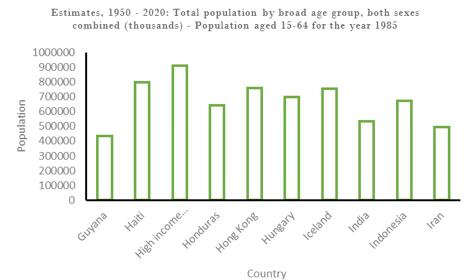 Estimates, 1950 - 2020: Total population by broad age group, both sexes
combined (thousands) - Population aged 15-64 for the year 1985
1000000
900000
800000
700000
600000
500000
400000
300000
200000
100000
0
Population
Guyana
Haiti
High income...
Honduras
Hong Kong
Hungary
Iceland
India
Indonesia
Iran
Country